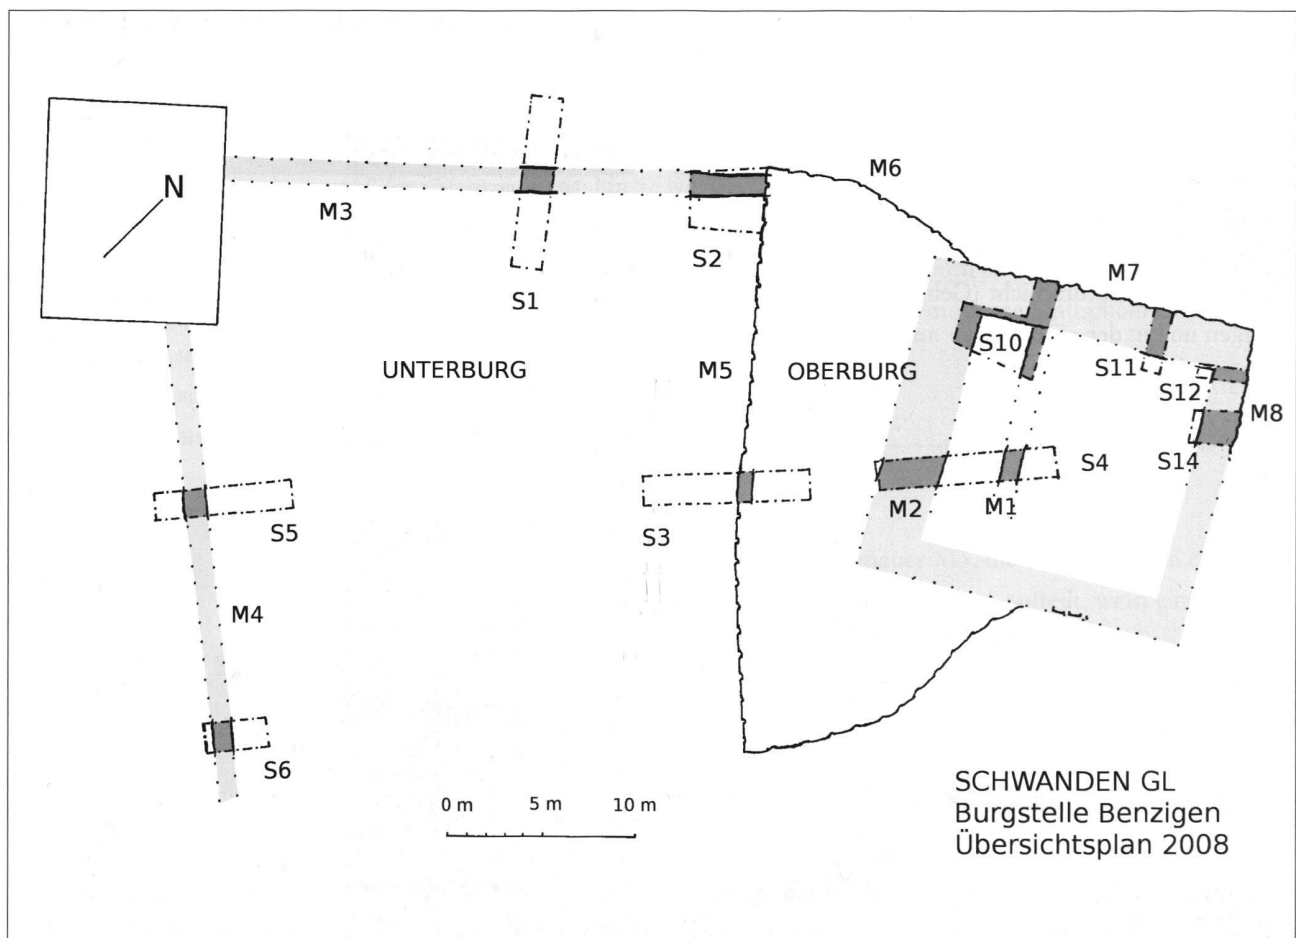 M6
N
M3
S2
M7
S1
S10
UNTERBURG
M5
OBERBURG
S11
S12
M8
S4
S14
M2
M1
S5
S3
M4
S6
0 m 5 m 10 m
SCHWANDEN GL
Burgstelle Benzigen
Übersichtsplan 2008